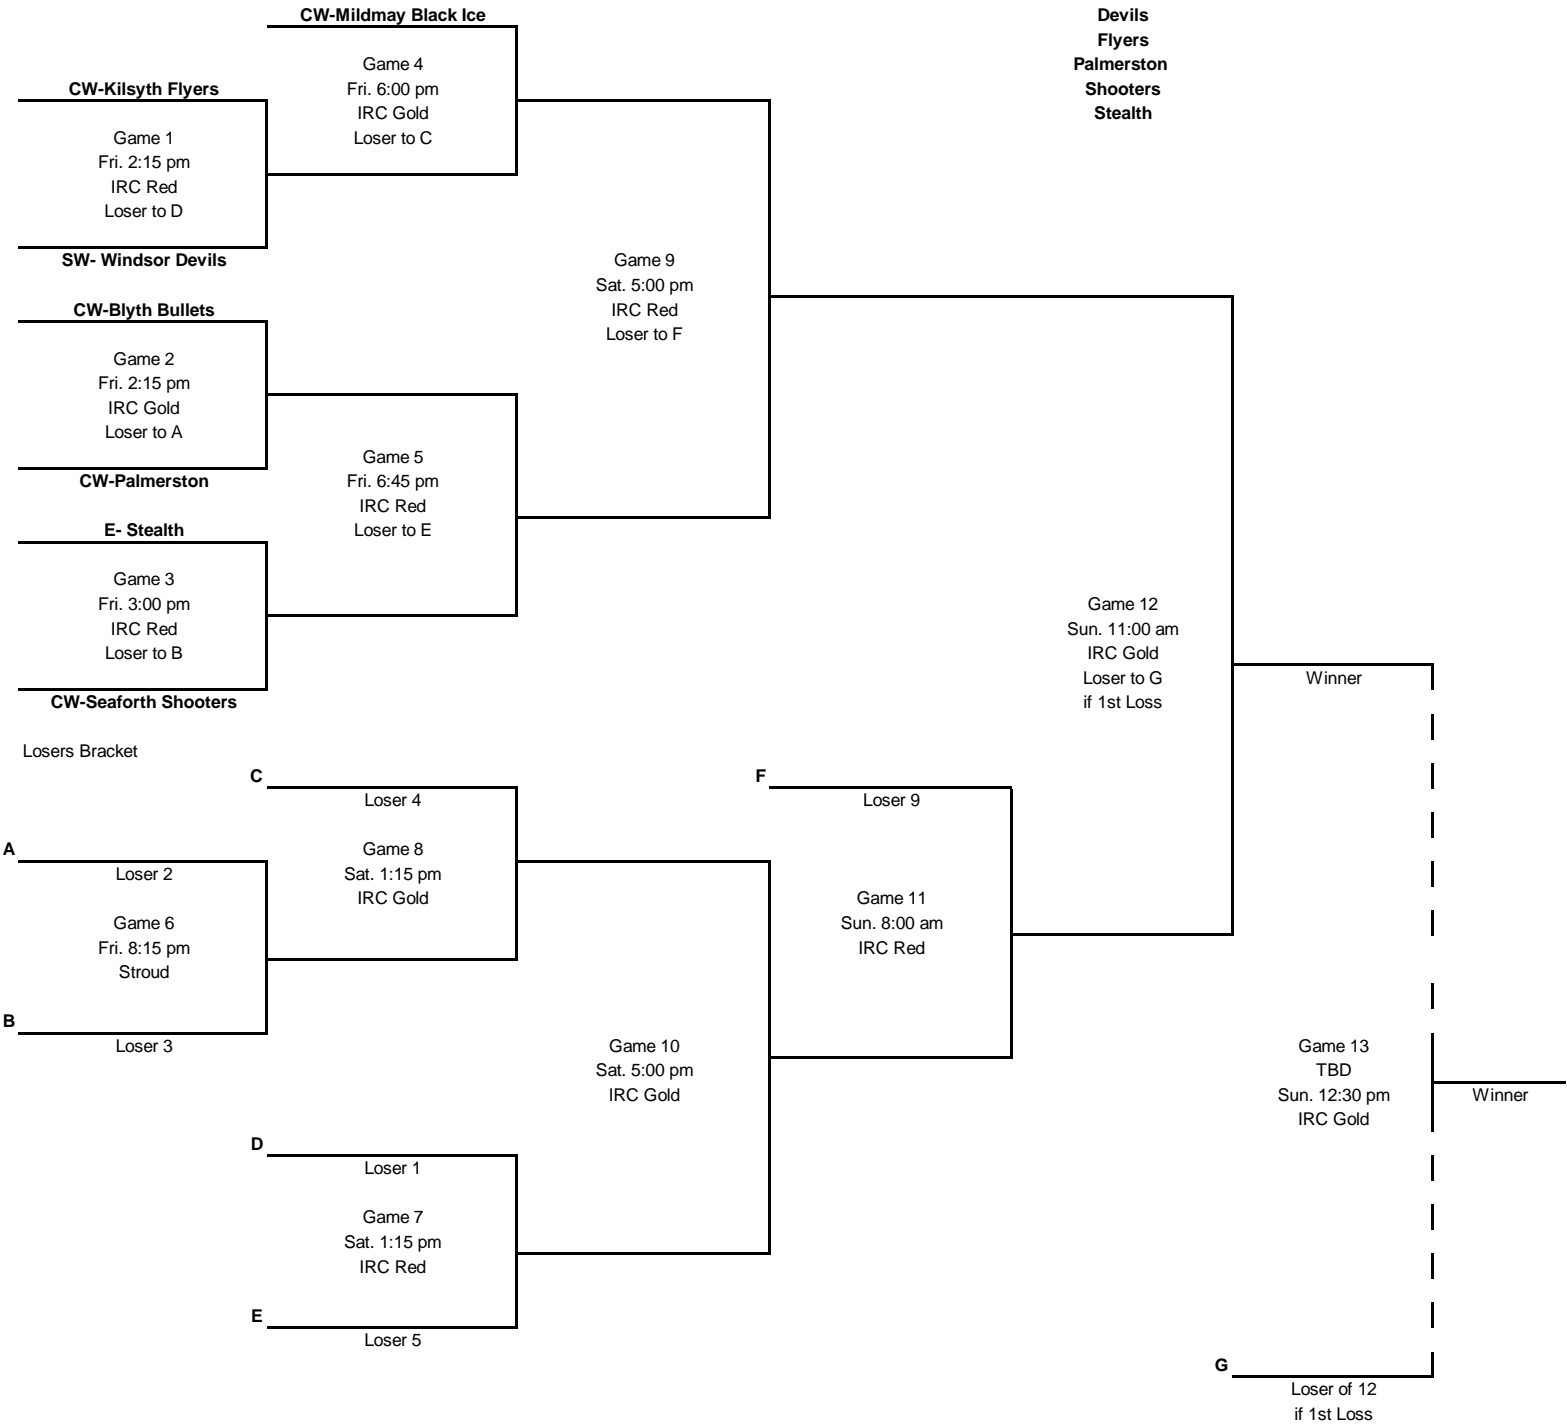 CW-Mildmay Black Ice
Game 4
Fri. 6:00 pm
IRC Gold
Loser to C
Devils
Flyers
Palmerston
Shooters
Stealth
CW-Kilsyth Flyers
Game 1
Fri. 2:15 pm
IRC Red
Loser to D
SW- Windsor Devils
CW-Blyth Bullets
Game 2
Fri. 2:15 pm
IRC Gold
Loser to A
CW-Palmerston
Game 5
Fri. 6:45 pm
IRC Red
Loser to E
E- Stealth
Game 3
Fri. 3:00 pm
IRC Red
Loser to B
CW-Seaforth Shooters
Game 9
Sat. 5:00 pm
IRC Red
Loser to F
Game 12
Sun. 11:00 am
IRC Gold
Loser to G
if 1st Loss
Winner
Losers Bracket
C
Loser 4
Game 8
Sat. 1:15 pm
IRC Gold
A
Loser 2
Game 6
Fri. 8:15 pm
Stroud
B
Loser 3
F
Loser 9
Game 11
Sun. 8:00 am
IRC Red
Game 10
Sat. 5:00 pm
IRC Gold
D
Loser 1
Game 7
Sat. 1:15 pm
IRC Red
E
Loser 5
Game 13
TBD
Sun. 12:30 pm
IRC Gold
Winner
G
Loser of 12
if 1st Loss